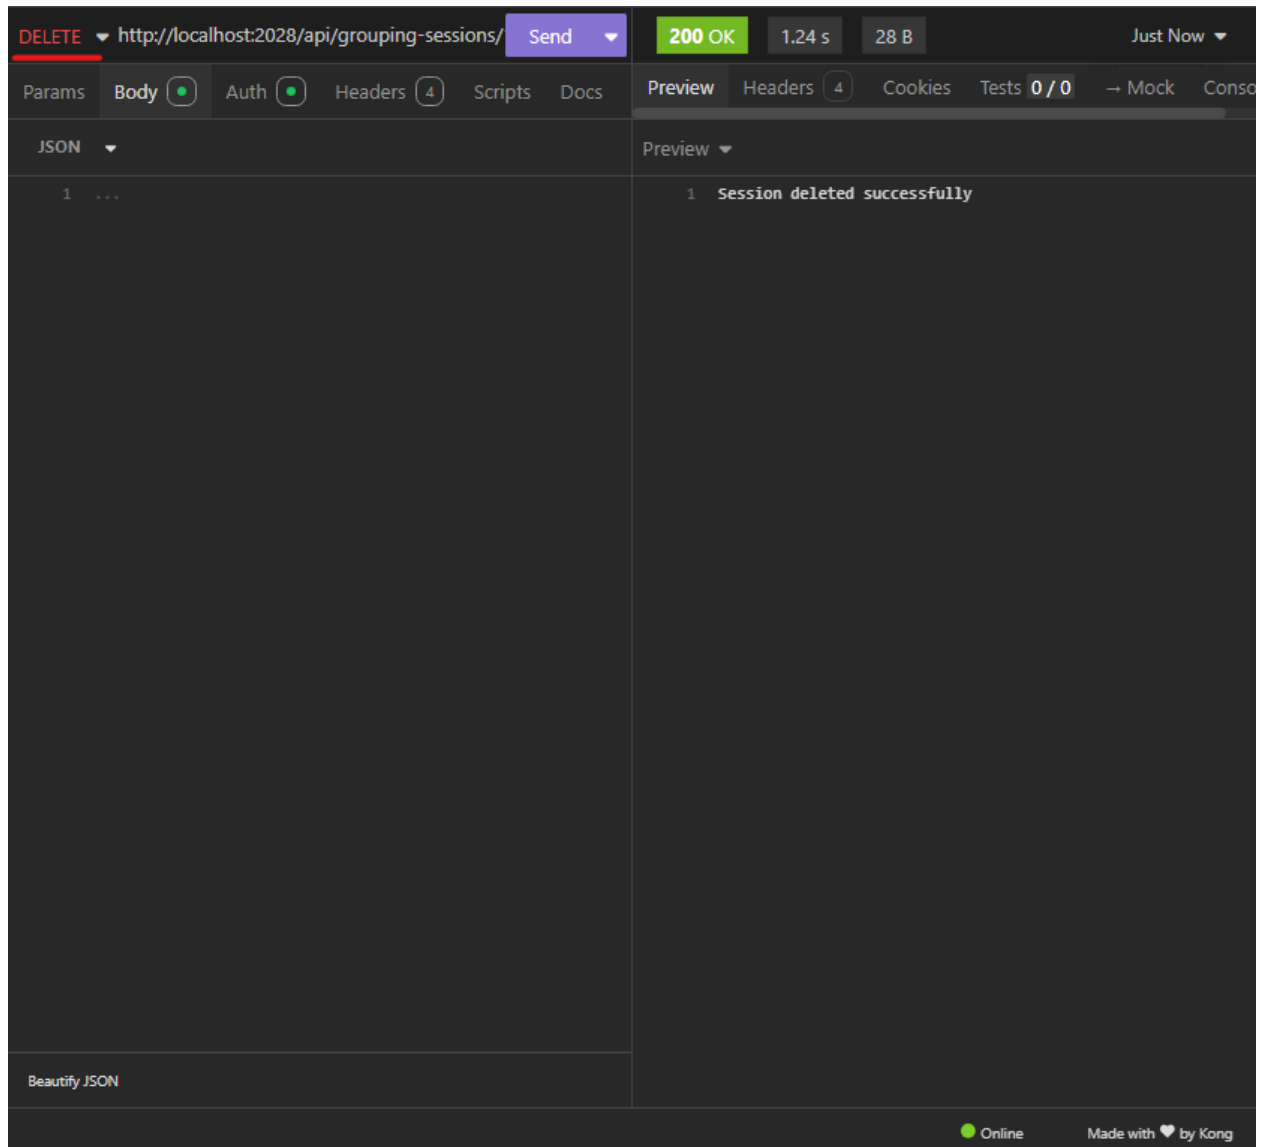 DELETE http://localhost:2028/api/grouping-sessions/ Send
200 OK 1.24 s 28 B Just Now
Params Body Auth Headers 4 Scripts Docs
Preview Headers 4 Cookies Tests 0 / 0 → Mock Conso
JSON
Preview
1 ...
1 Session deleted successfully
Beautify JSON
Online Made with ♥ by Kong